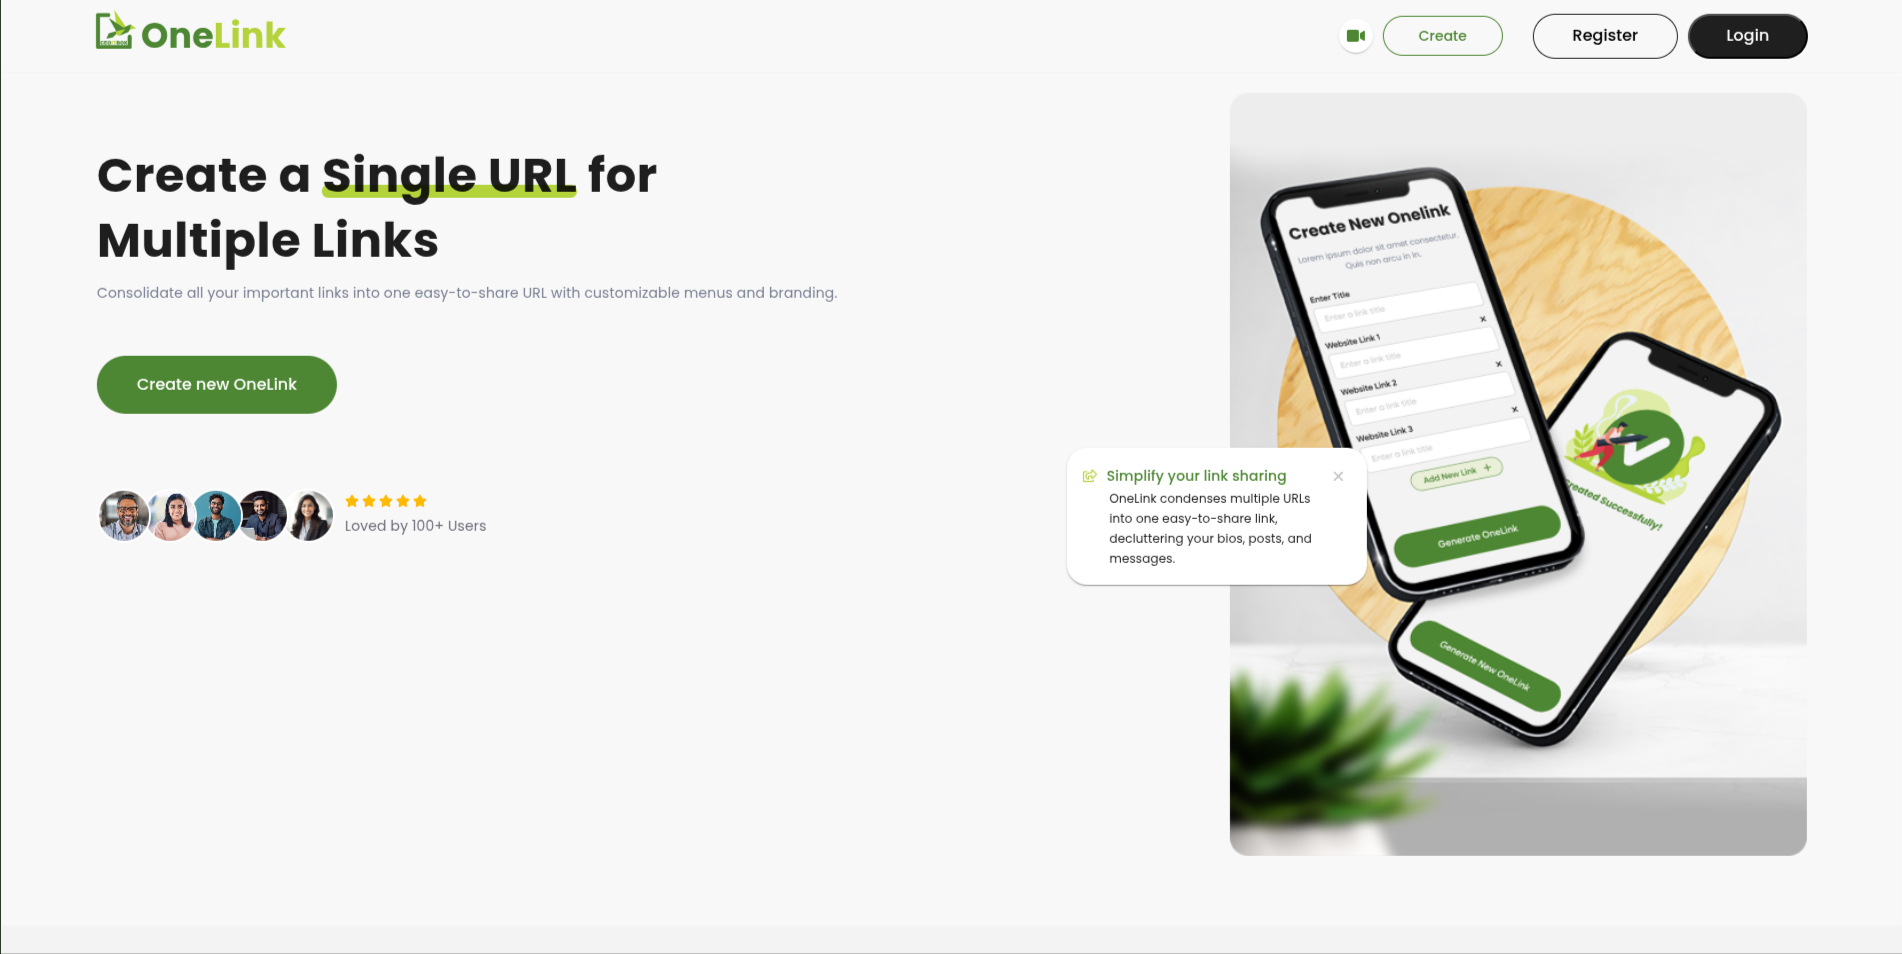 OneLink
Create
Register
Login
Create a Single URL for
Multiple Links
Consolidate all your important links into one easy-to-share URL with customizable menus and branding.
Create new OneLink
Loved by 100+ Users
Simplify your link sharing
OneLink condenses multiple URLs
into one easy-to-share link,
decluttering your bios, posts, and
messages.
Create New Onelink
Lorem ipsum dolor sit amet consectetur.
Quis non arcu in in.
Enter Title
Enter a link title
Website Link 1
Enter a link title
Website Link 2
Enter a link title
Website Link 3
Enter a link title
Add New Link +
Generate OneLink
Created Successfully!
Generate New OneLink